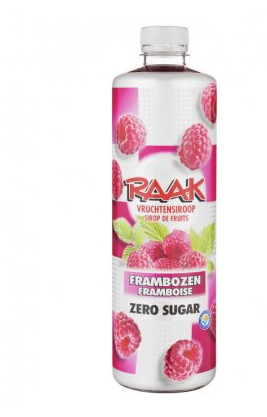 RAAK
VRUCHTENSIROOP
SIROP DE FRUITS
FRAMBOZEN
FRAMBOISE
ZERO SUGAR